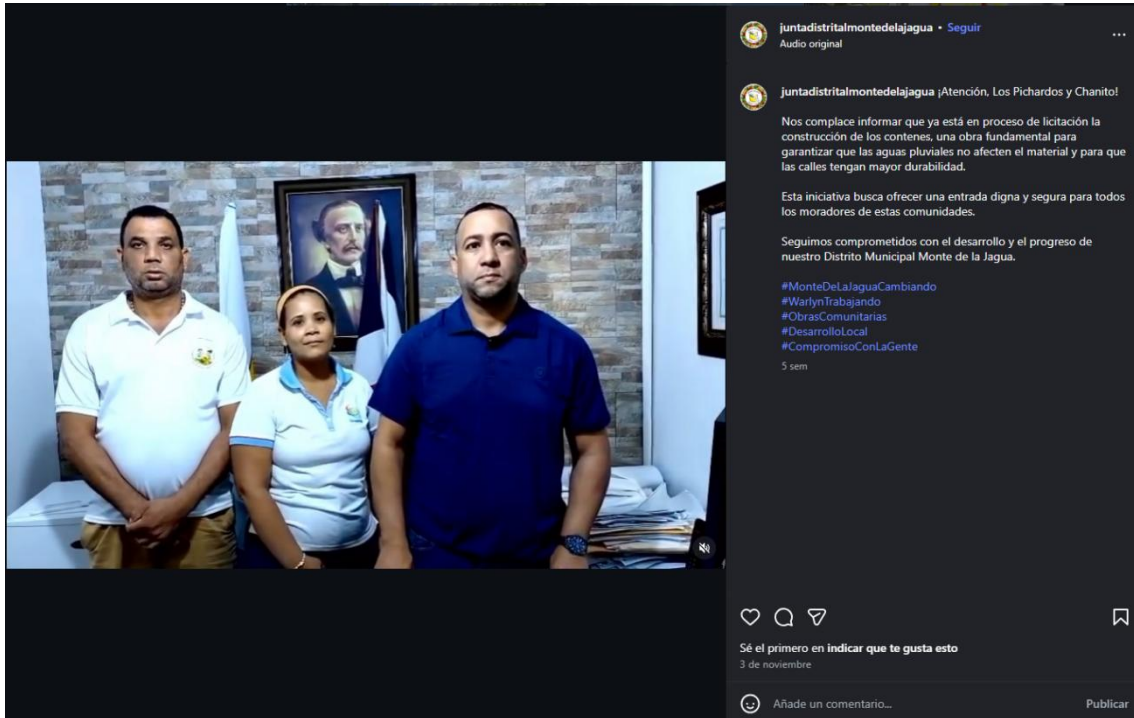 juntadistritalmontedelajagua • Seguir
Audio original
juntadistritalmontedelajagua ¡Atención, Los Pichardos y Chanito!
Nos complace informar que ya está en proceso de licitación la
construcción de los contenes, una obra fundamental para
garantizar que las aguas pluviales no afecten el material y para que
las calles tengan mayor durabilidad.
Esta iniciativa busca ofrecer una entrada digna y segura para todos
los moradores de estas comunidades.
Seguimos comprometidos con el desarrollo y el progreso de
nuestro Distrito Municipal Monte de la Jagua.
#MonteDeLaJaguaCambiando
#WarlynTrabajando
#ObrasComunitarias
#DesarrolloLocal
#CompromisoConLaGente
5 sem
Sé el primero en indicar que te gusta esto
3 de noviembre
Añade un comentario...
Publicar